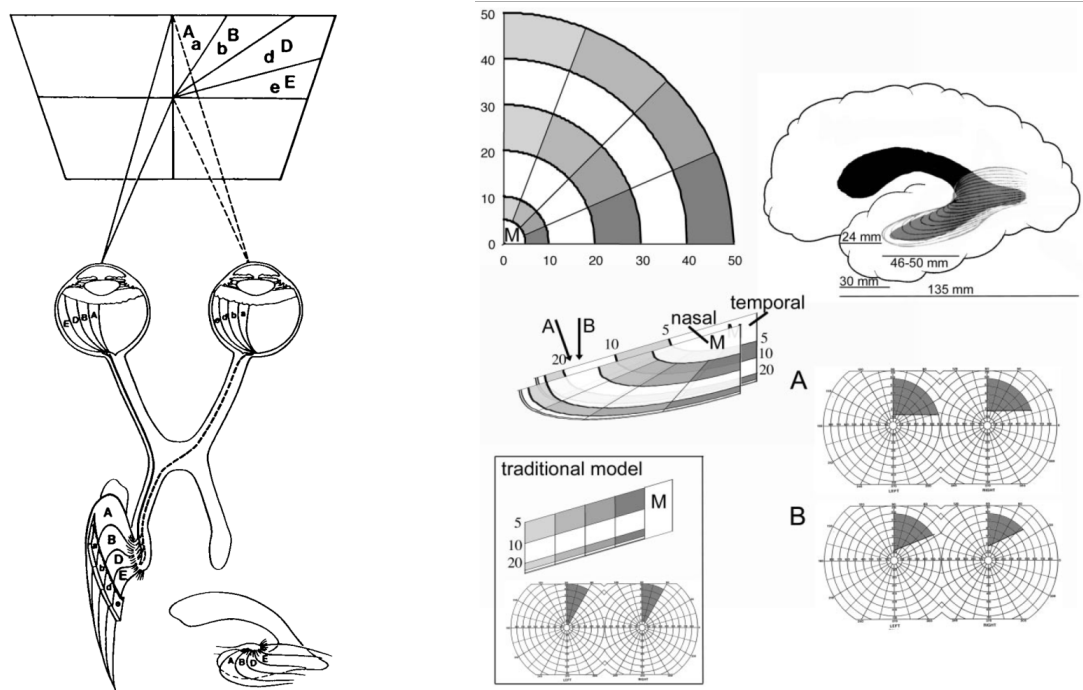 A
a
B
b
D
d
E
e
E D B A
e d b a
A
B
D
E
a
b
d
e
A B D E
50
40
30
20
10
0
M
0 10 20 30 40 50
24 mm
46-50 mm
30 mm
135 mm
A B
nasal
temporal
M
20
10
5
5
10
20
A
LEFT
RIGHT
B
LEFT
RIGHT
traditional model
M
5
10
20
LEFT
RIGHT